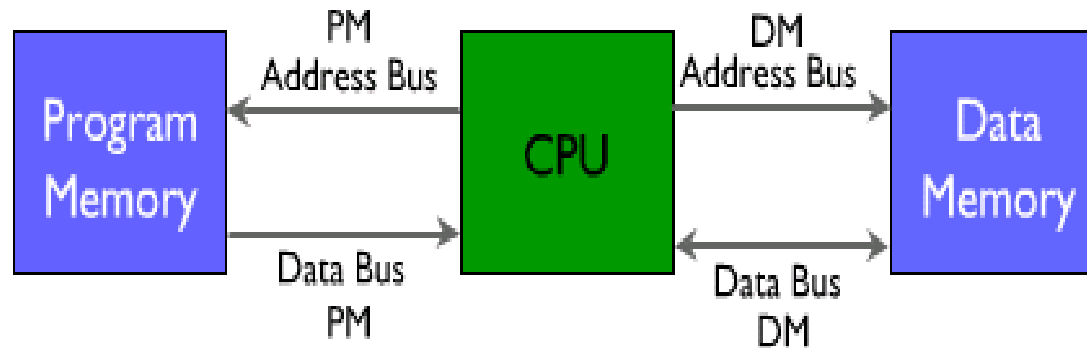 Program
Memory
PM
Address Bus
Data Bus
PM
CPU
DM
Address Bus
Data Bus
DM
Data
Memory